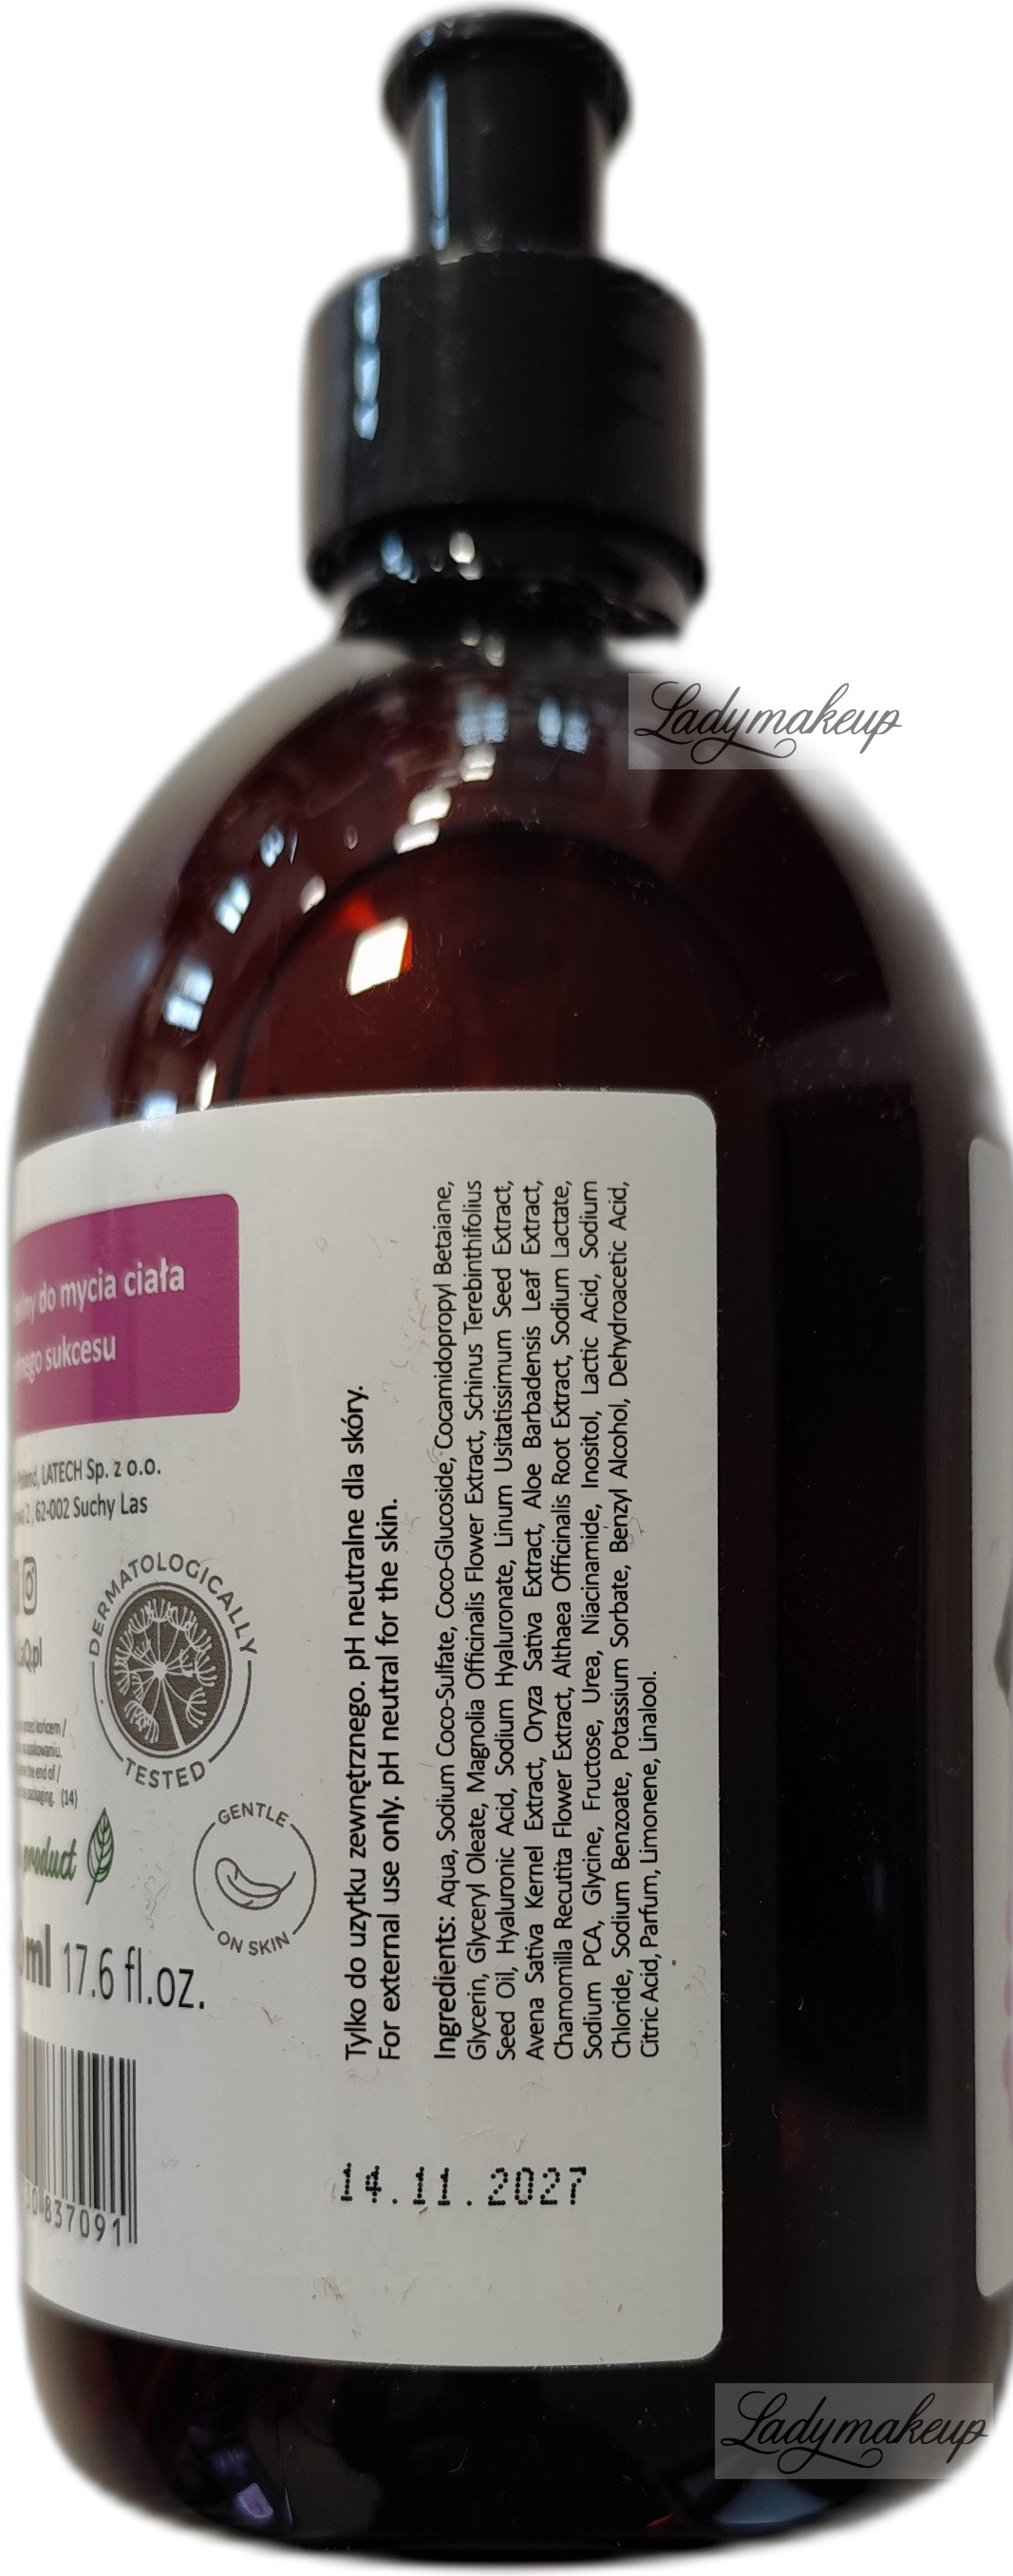 Ladymakeup
do mycia ciała
sukcesu
LATECH Sp. z o.o.
62-002 Suchy Las
DERMATOLOGICALLY
TESTED
(14)
product
GENTLE
ON SKIN
ml 17.6 fl.oz.
837091
Tylko do uzytku zewnętrznego. pH neutralne dla skóry.
For external use only. pH neutral for the skin.
Ingredients: Aqua, Sodium Coco-Sulfate, Coco-Glucoside, Cocamidopropyl Betaiane,
Glycerin, Glyceryl Oleate, Magnolia Officinalis Flower Extract, Schinus Terebinthifolius
Seed Oil, Hyaluronic Acid, Sodium Hyaluronate, Linum Usitatissimum Seed Extract,
Avena Sativa Kernel Extract, Oryza Sativa Extract, Aloe Barbadensis Leaf Extract,
Chamomilla Recutita Flower Extract, Althaea Officinalis Root Extract, Sodium Lactate,
Sodium PCA, Glycine, Fructose, Urea, Niacinamide, Inositol, Lactic Acid, Sodium
Chloride, Sodium Benzoate, Potassium Sorbate, Benzyl Alcohol, Dehydroacetic Acid,
Citric Acid, Parfum, Limonene, Linalool.
14.11.2027
Ladymakeup